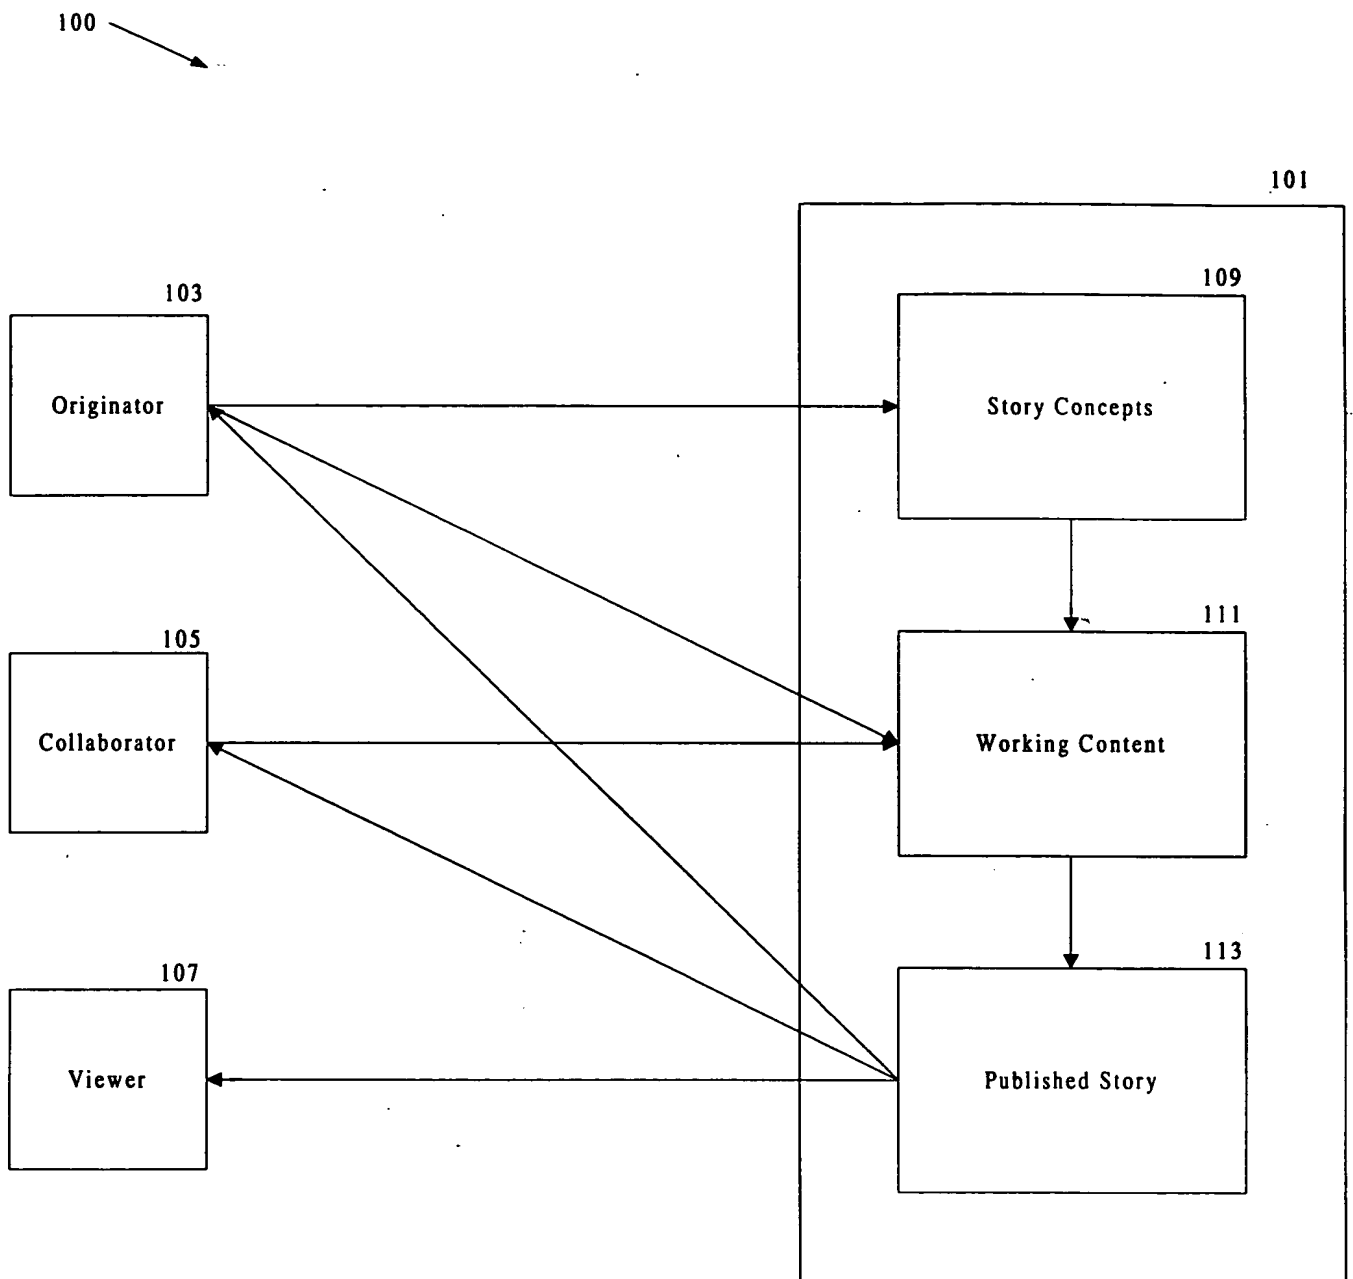 100
101
109
103
Story Concepts
Originator
111
105
Working Content
Collaborator
113
107
Published Story
Viewer